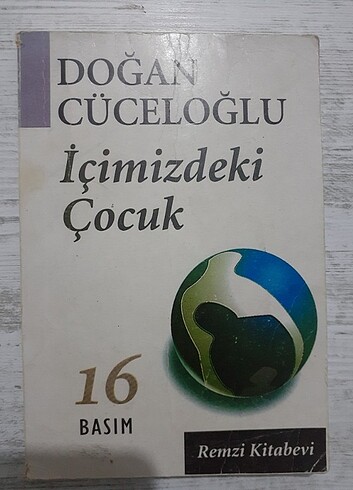 DOĞAN
CÜCELOĞLU
İçimizdeki
Çocuk
16
BASIM
Remzi Kitabevi